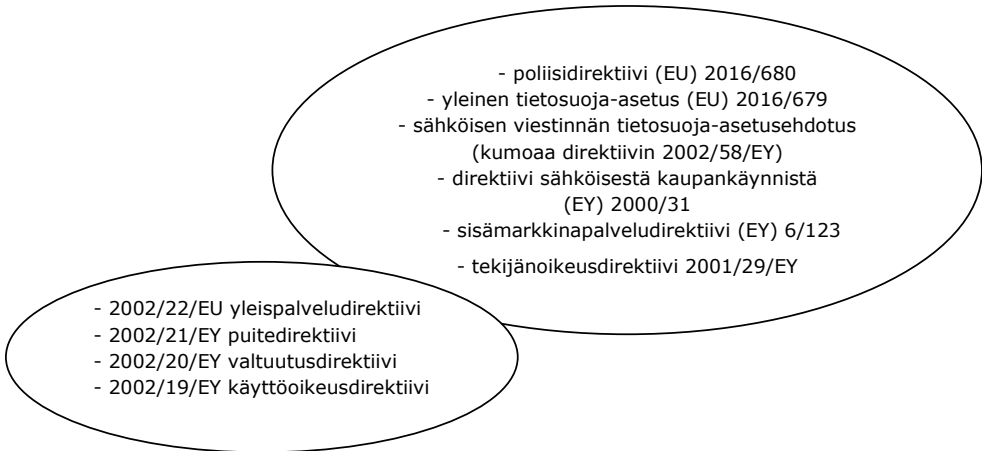 - poliisidirektiivi (EU) 2016/680
- yleinen tietosuoja-asetus (EU) 2016/679
- sähköisen viestinnän tietosuoja-asetusehdotus
(kumoaa direktiivin 2002/58/EY)
- direktiivi sähköisestä kaupankäynnistä
(EY) 2000/31
- sisämarkkinapalveludirektiivi (EY) 6/123
- tekijänoikeusdirektiivi 2001/29/EY
- 2002/22/EU yleispalveludirektiivi
- 2002/21/EY puitedirektiivi
- 2002/20/EY valtuutusdirektiivi
- 2002/19/EY käyttöoikeusdirektiivi